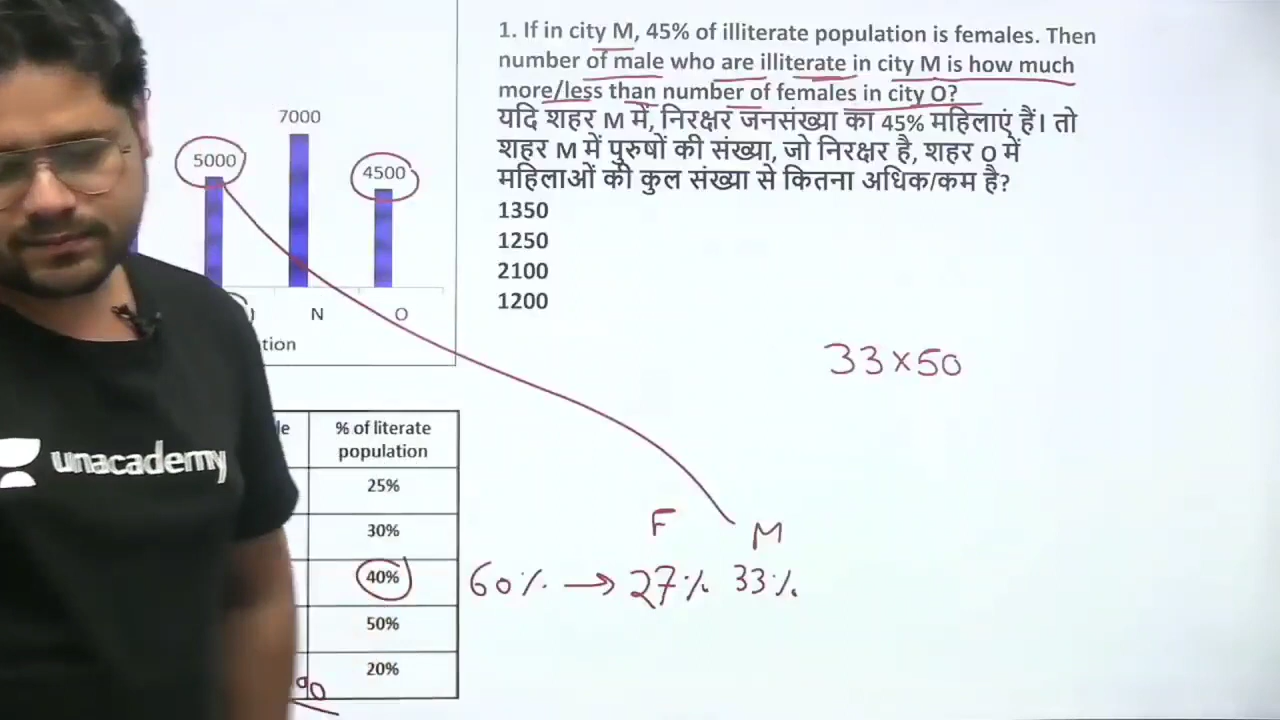 1. If in city M, 45% of illiterate population is females. Then
number of male who are illiterate in city M is how much
more/less than number of females in city O?
यदि शहर M में, निरक्षर जनसंख्या का 45% महिलाएं हैं। तो
शहर M में पुरुषों की संख्या, जो निरक्षर है, शहर O में
महिलाओं की कुल संख्या से कितना अधिक/कम है?
1350
1250
2100
1200
7000
5000
4500
N O
tion
33×50
le % of literate
population
25%
30%
40%
50%
20%
%
F M
60% → 27% 33%
unacademy